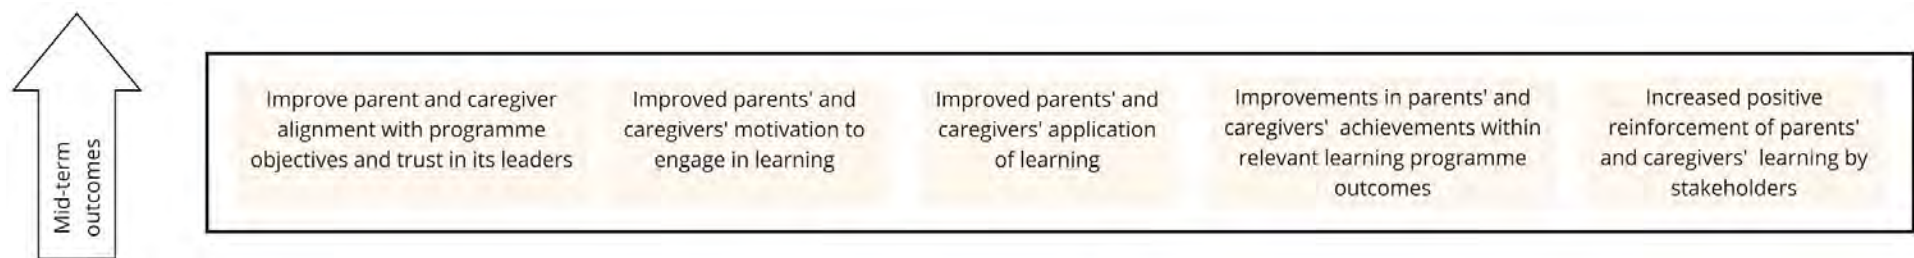 Mid-term
outcomes
Improve parent and caregiver
alignment with programme
objectives and trust in its leaders
Improved parents' and
caregivers' motivation to
engage in learning
Improved parents' and
caregivers' application
of learning
Improvements in parents' and
caregivers'  achievements within
relevant learning programme
outcomes
Increased positive
reinforcement of parents'
and caregivers'  learning by
stakeholders